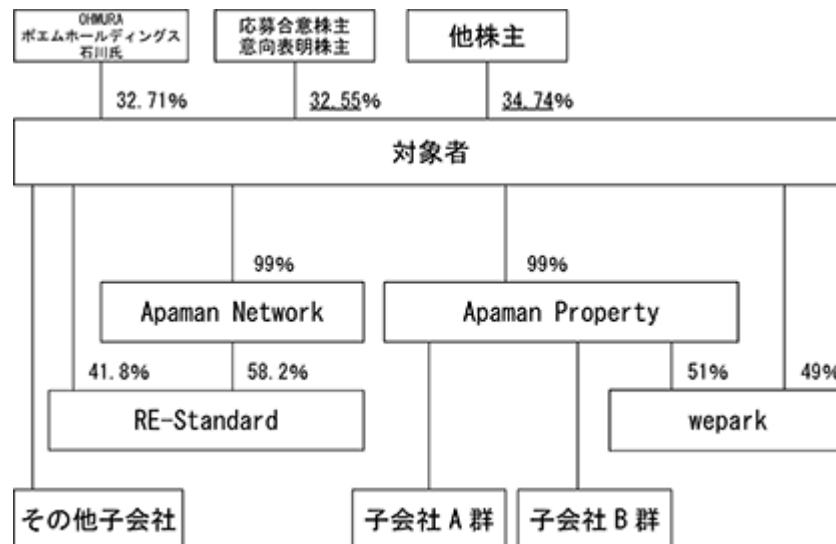 OHMURA
ポエムホールディングス
石川氏
応募合意株主
意向表明株主
他株主
32.71%
32.55%
34.74%
対象者
99%
99%
Apaman Network
Apaman Property
41.8%
58.2%
51%
49%
RE-Standard
wepark
その他子会社
子会社A群
子会社B群